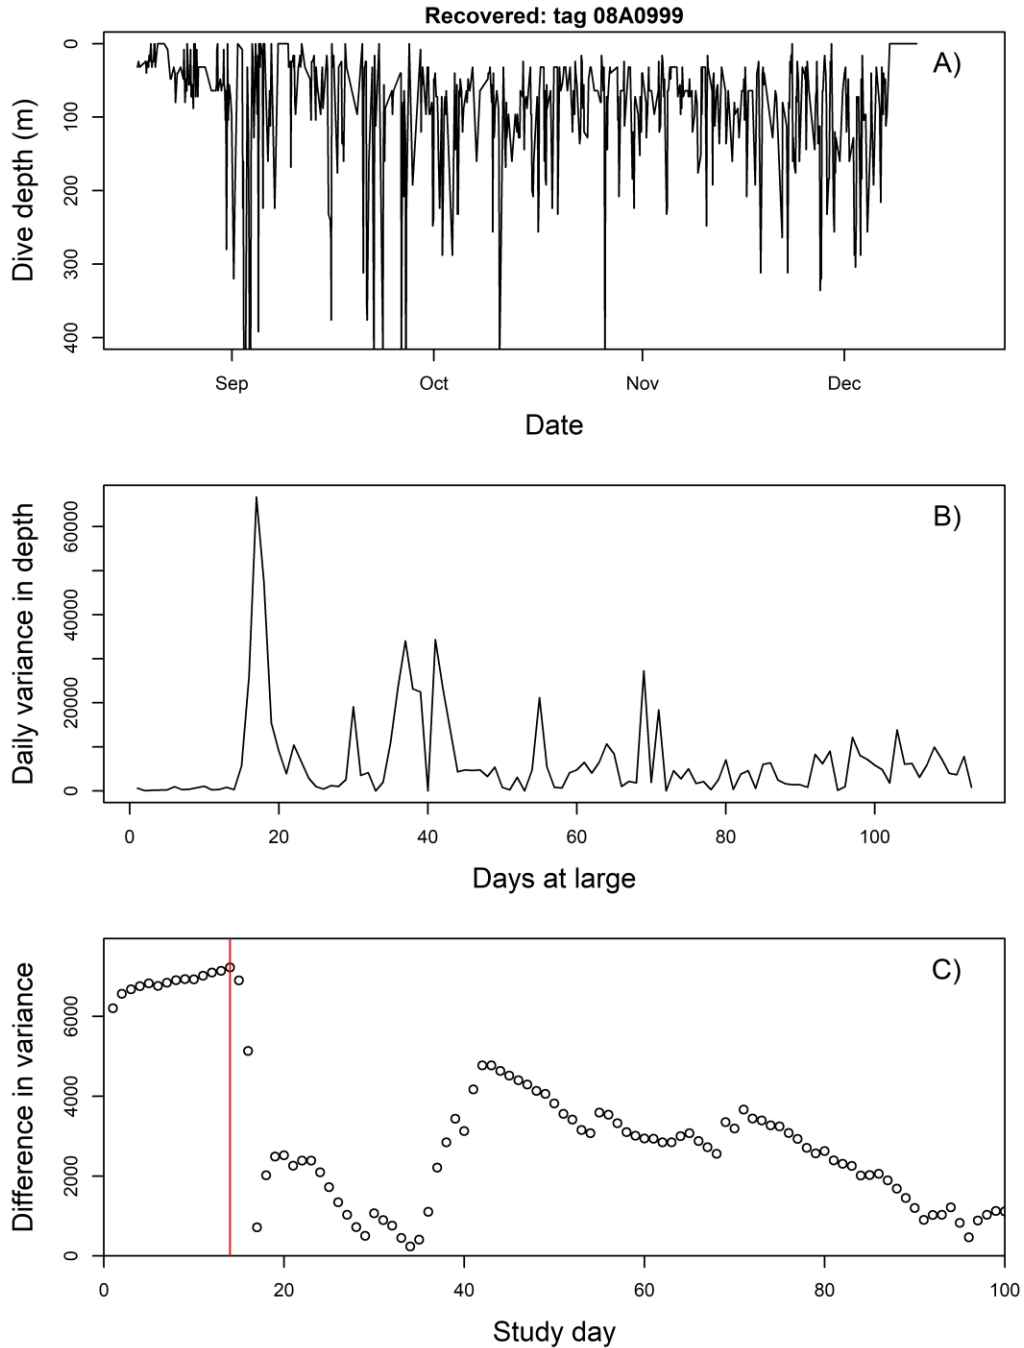 Recovered: tag 08A0999
A)
Dive depth (m)
0
100
200
300
400
Sep Oct Nov Dec
Date
B)
Daily variance in depth
60000
40000
20000
0
0 20 40 60 80 100
Days at large
C)
Difference in variance
6000
4000
2000
0
0 20 40 60 80 100
Study day